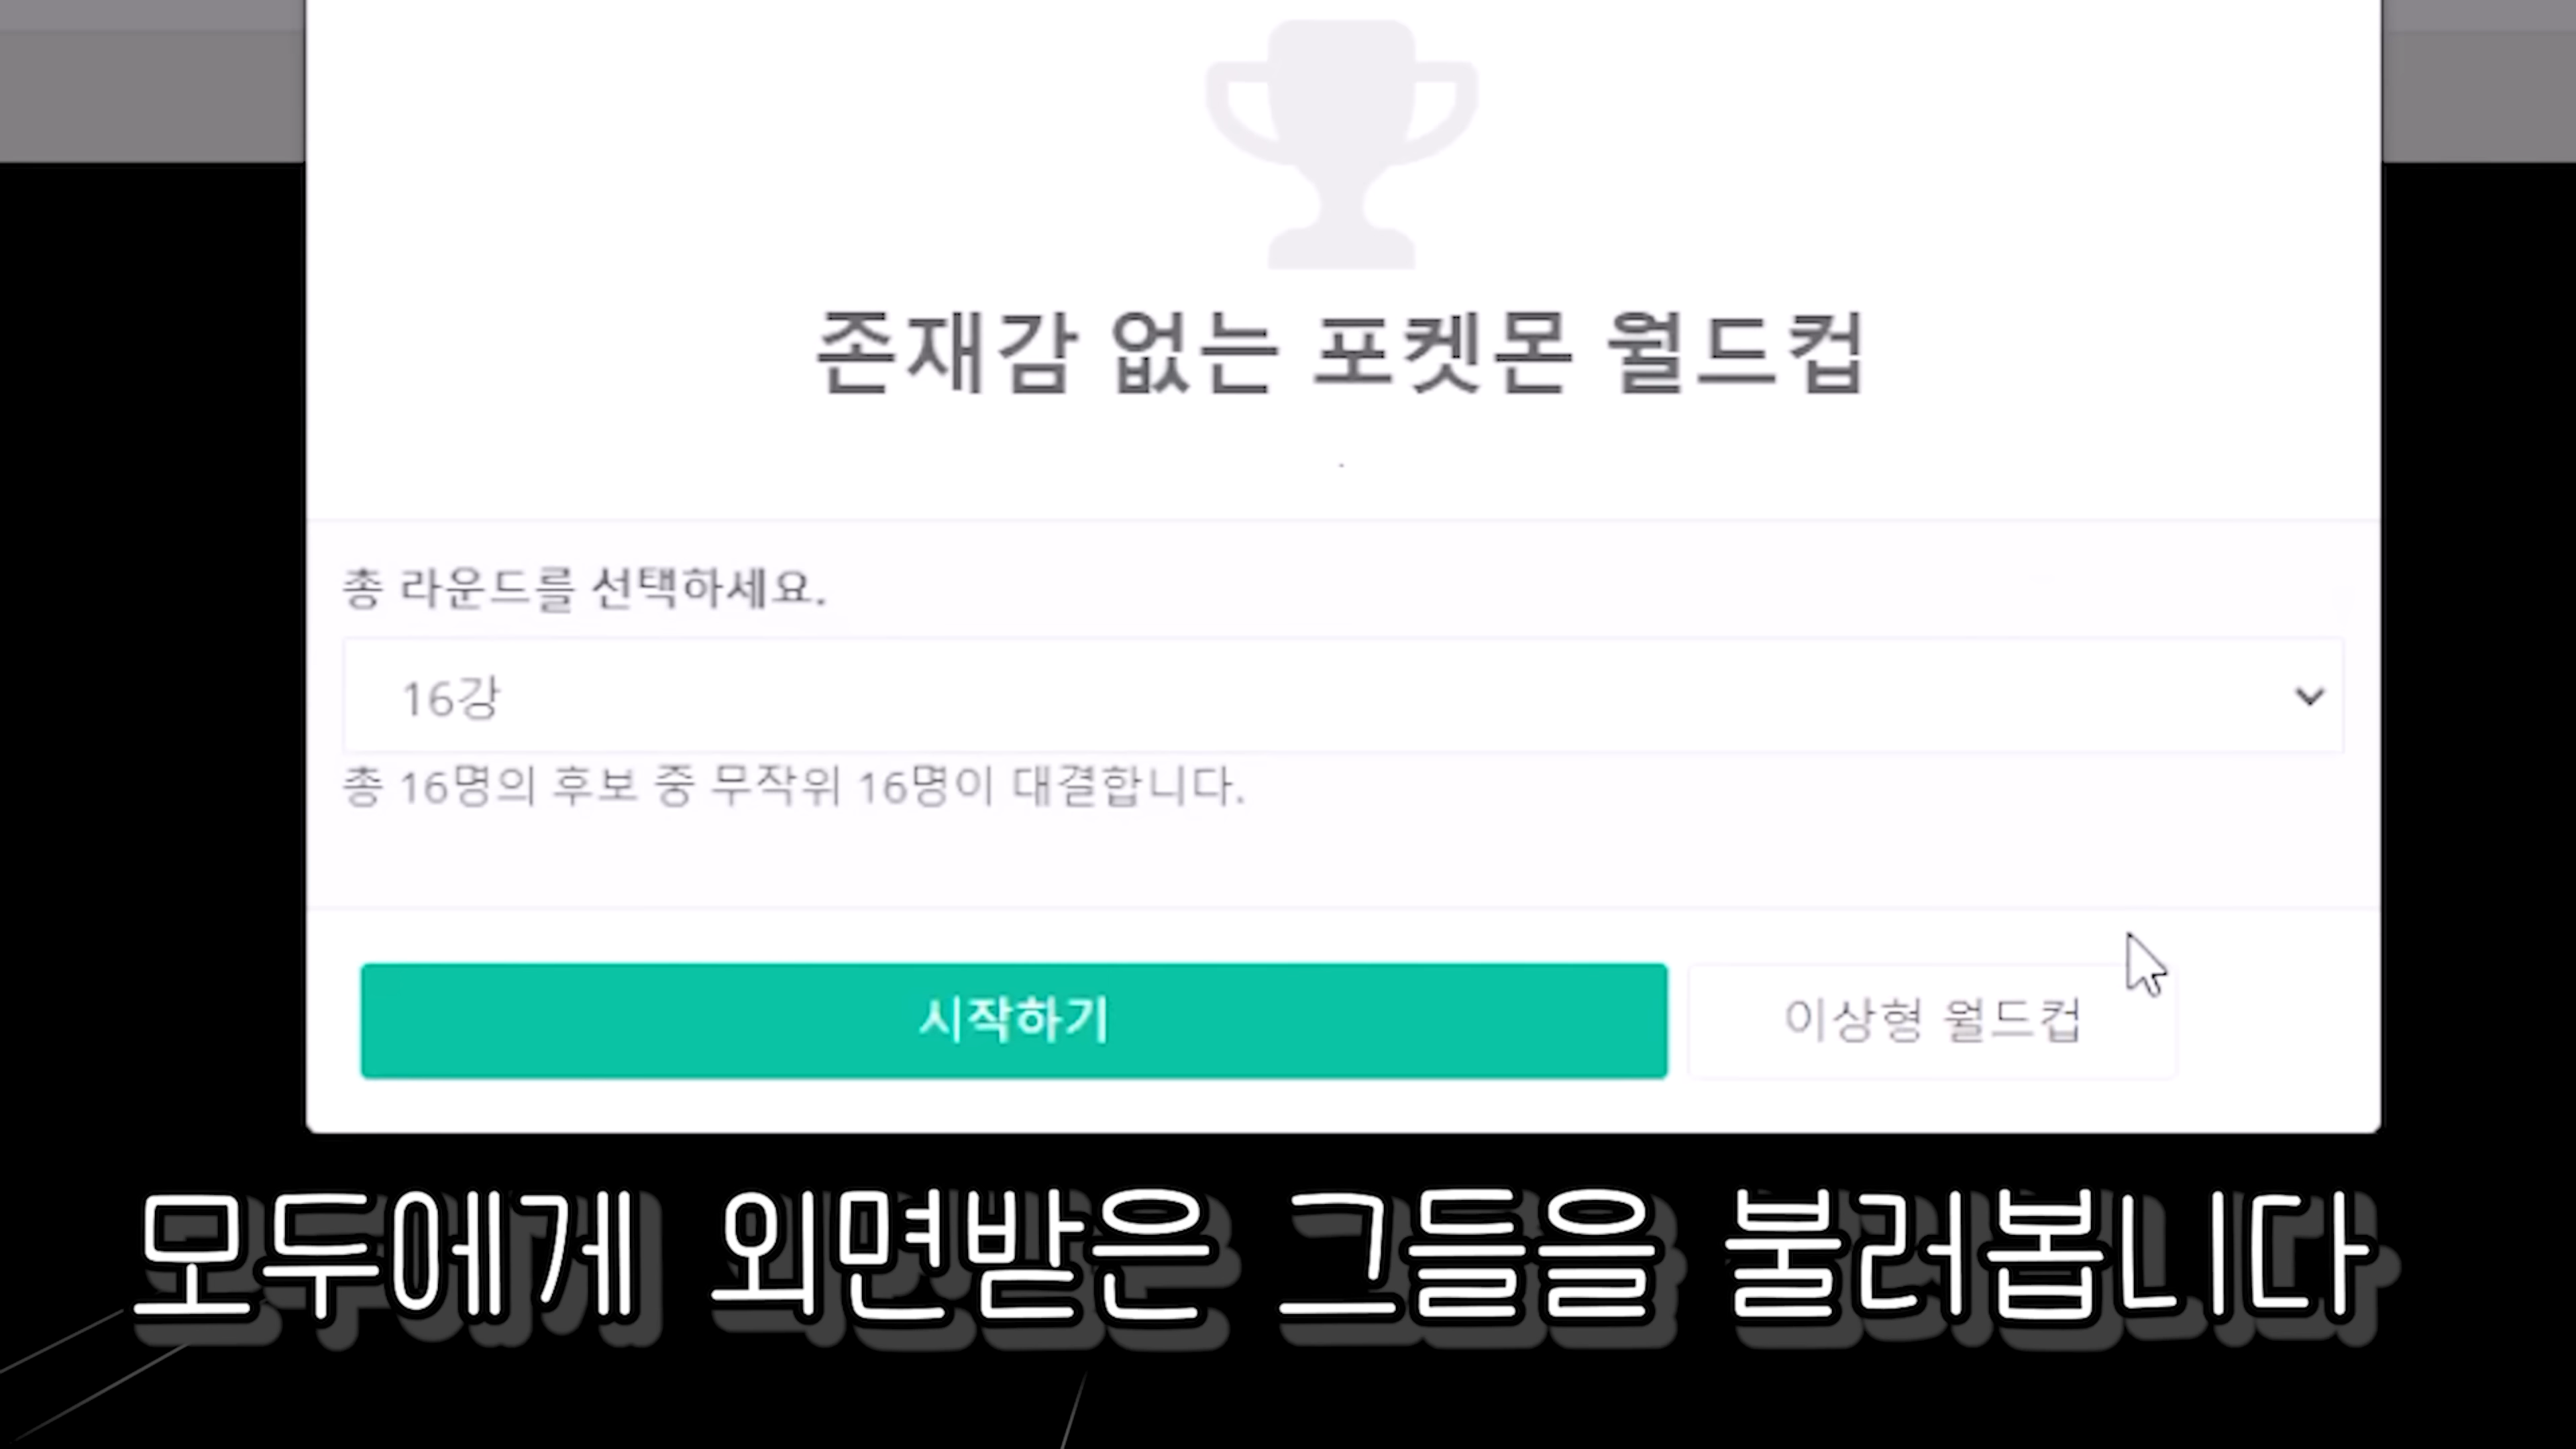 존재감 없는 포켓몬 월드컵
.
총 라운드를 선택하세요.
16강
총 16명의 후보 중 무작위 16명이 대결합니다.
시작하기
이상형 월드컵
모두에게 외면받은 그들을 불러봅니다